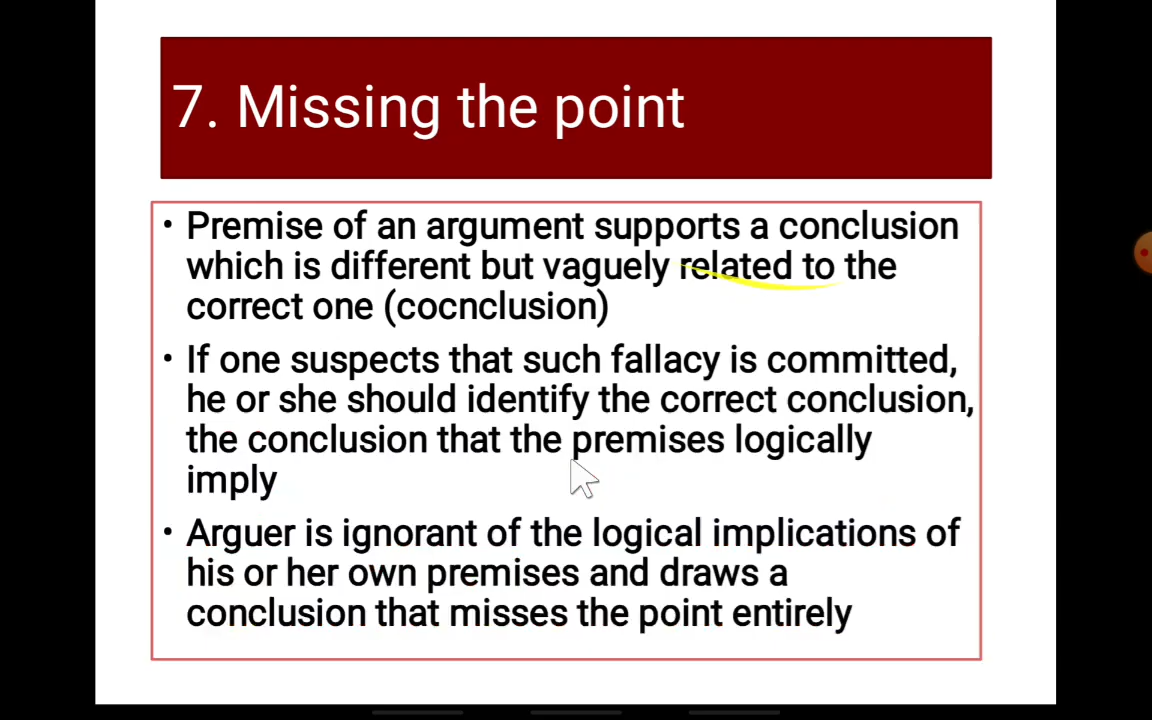 7. Missing the point
• Premise of an argument supports a conclusion
which is different but vaguely related to the
correct one (cocnclusion)
• If one suspects that such fallacy is committed,
he or she should identify the correct conclusion,
the conclusion that the premises logically
imply
• Arguer is ignorant of the logical implications of
his or her own premises and draws a
conclusion that misses the point entirely